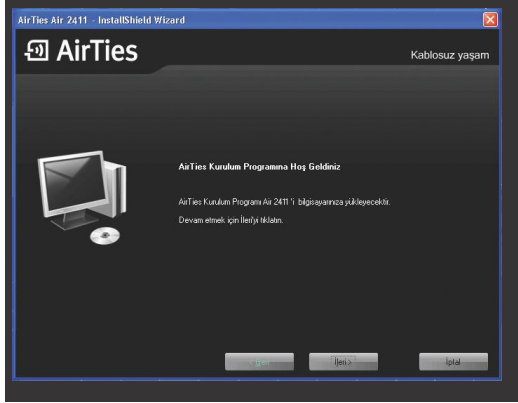 AirTies Air 2411 - InstallShield Wizard
AirTies
Kablosuz yaşam
AirTies Kurulum Programına Hoş Geldiniz
AirTies Kurulum Programı Air 2411 'i bilgisayarınıza yükleyecektir.
Devam etmek için İleri'yi tıklatın.
İleri >
İptal